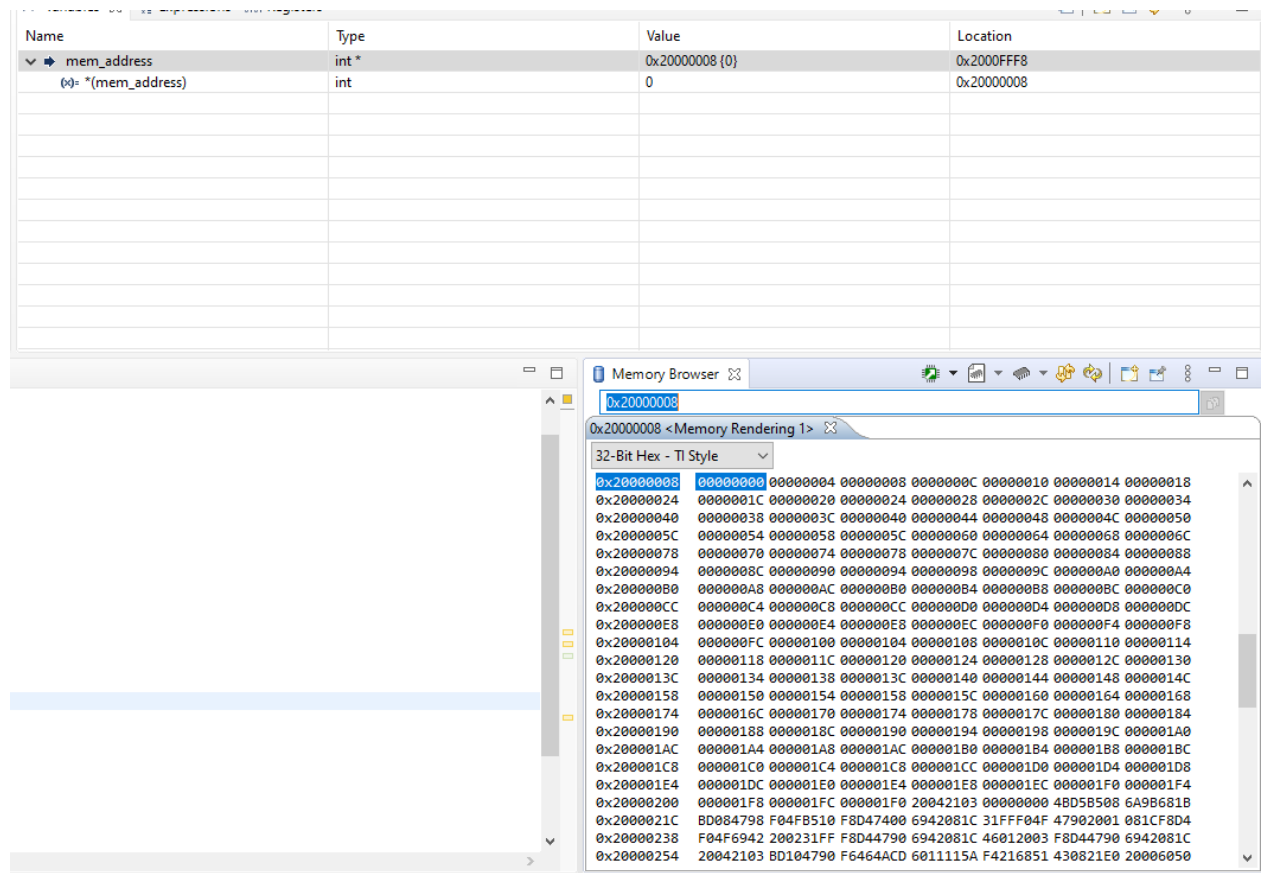 Name Type Value Location
mem_address int * 0x20000008 {0} 0x2000FFF8
(x)= *(mem_address) int 0 0x20000008
Memory Browser
0x20000008
0x20000008 <Memory Rendering 1>
32-Bit Hex - TI Style
0x20000008 00000000 00000004 00000008 0000000C 00000010 00000014 00000018
0x20000024 0000001C 00000020 00000024 00000028 0000002C 00000030 00000034
0x20000040 00000038 0000003C 00000040 00000044 00000048 0000004C 00000050
0x2000005C 00000054 00000058 0000005C 00000060 00000064 00000068 0000006C
0x20000078 00000070 00000074 00000078 0000007C 00000080 00000084 00000088
0x20000094 0000008C 00000090 00000094 00000098 0000009C 000000A0 000000A4
0x200000B0 000000A8 000000AC 000000B0 000000B4 000000B8 000000BC 000000C0
0x200000CC 000000C4 000000C8 000000CC 000000D0 000000D4 000000D8 000000DC
0x200000E8 000000E0 000000E4 000000E8 000000EC 000000F0 000000F4 000000F8
0x20000104 000000FC 00000100 00000104 00000108 0000010C 00000110 00000114
0x20000120 00000118 0000011C 00000120 00000124 00000128 0000012C 00000130
0x2000013C 00000134 00000138 0000013C 00000140 00000144 00000148 0000014C
0x20000158 00000150 00000154 00000158 0000015C 00000160 00000164 00000168
0x20000174 0000016C 00000170 00000174 00000178 0000017C 00000180 00000184
0x20000190 00000188 0000018C 00000190 00000194 00000198 0000019C 000001A0
0x200001AC 000001A4 000001A8 000001AC 000001B0 000001B4 000001B8 000001BC
0x200001C8 000001C0 000001C4 000001C8 000001CC 000001D0 000001D4 000001D8
0x200001E4 000001DC 000001E0 000001E4 000001E8 000001EC 000001F0 000001F4
0x20000200 000001F8 000001FC 000001F0 20042103 00000000 4BD5B508 6A9B681B
0x2000021C BD084798 F04FB510 F8D47400 6942081C 31FFF04F 47902001 081CF8D4
0x20000238 F04F6942 200231FF F8D44790 6942081C 46012003 F8D44790 6942081C
0x20000254 20042103 BD104790 F6464ACD 6011115A F4216851 430821E0 20006050